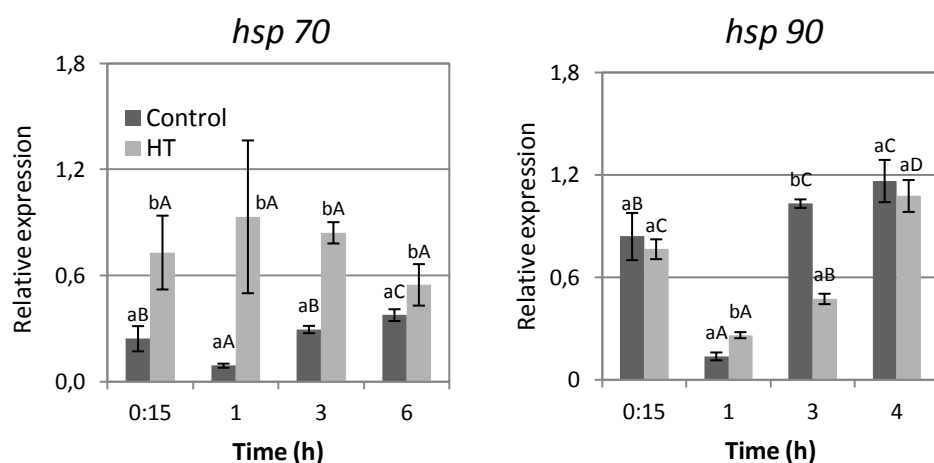 hsp 70
1,8
1,2
0,6
0,0
Relative expression
Control
HT
aB
bA
aA
bA
aB
bA
aC
bA
0:15 1 3 6
Time (h)
hsp 90
1,8
1,2
0,6
0
Relative expression
aB
aC
aA
bA
bC
aB
aC
aD
0:15 1 3 4
Time (h)